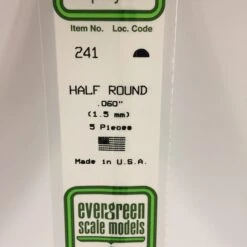 Item No. Loc. Code
241
HALF ROUND
.060"
(1.5 mm)
5 Pieces
Made in U.S.A.
evergreen
scale models